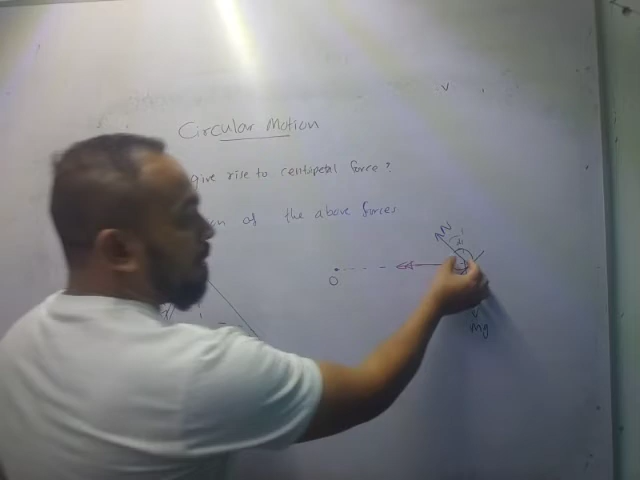 Circular Motion
give rise to centripetal force?
of the above forces
N
O
Mg